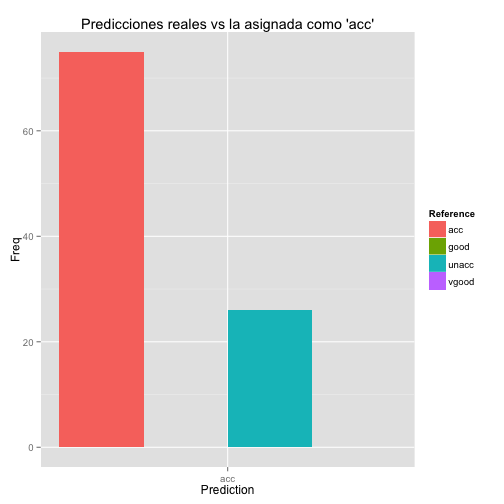 Predicciones reales vs la asignada como 'acc'
Freq
60
40
20
0
acc
Prediction
Reference
acc
good
unacc
vgood